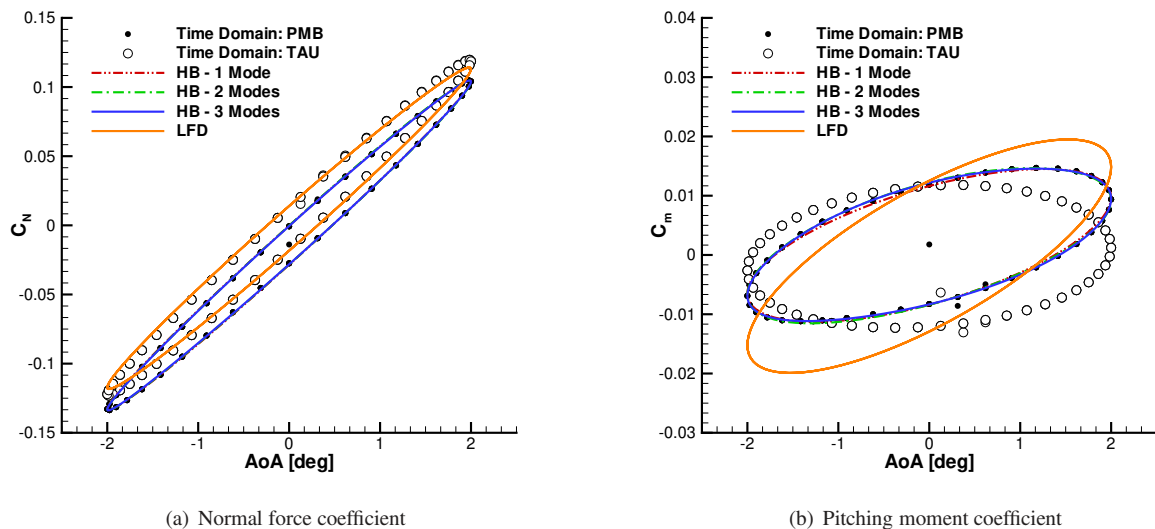 0.15
0.1
0.05
0
-0.05
-0.1
-0.15
C_N
-2
-1
0
1
2
AoA [deg]
Time Domain: PMB
Time Domain: TAU
HB - 1 Mode
HB - 2 Modes
HB - 3 Modes
LFD
(a) Normal force coefficient
0.04
0.03
0.02
0.01
0
-0.01
-0.02
-0.03
C_m
-2
-1
0
1
2
AoA [deg]
Time Domain: PMB
Time Domain: TAU
HB - 1 Mode
HB - 2 Modes
HB - 3 Modes
LFD
(b) Pitching moment coefficient